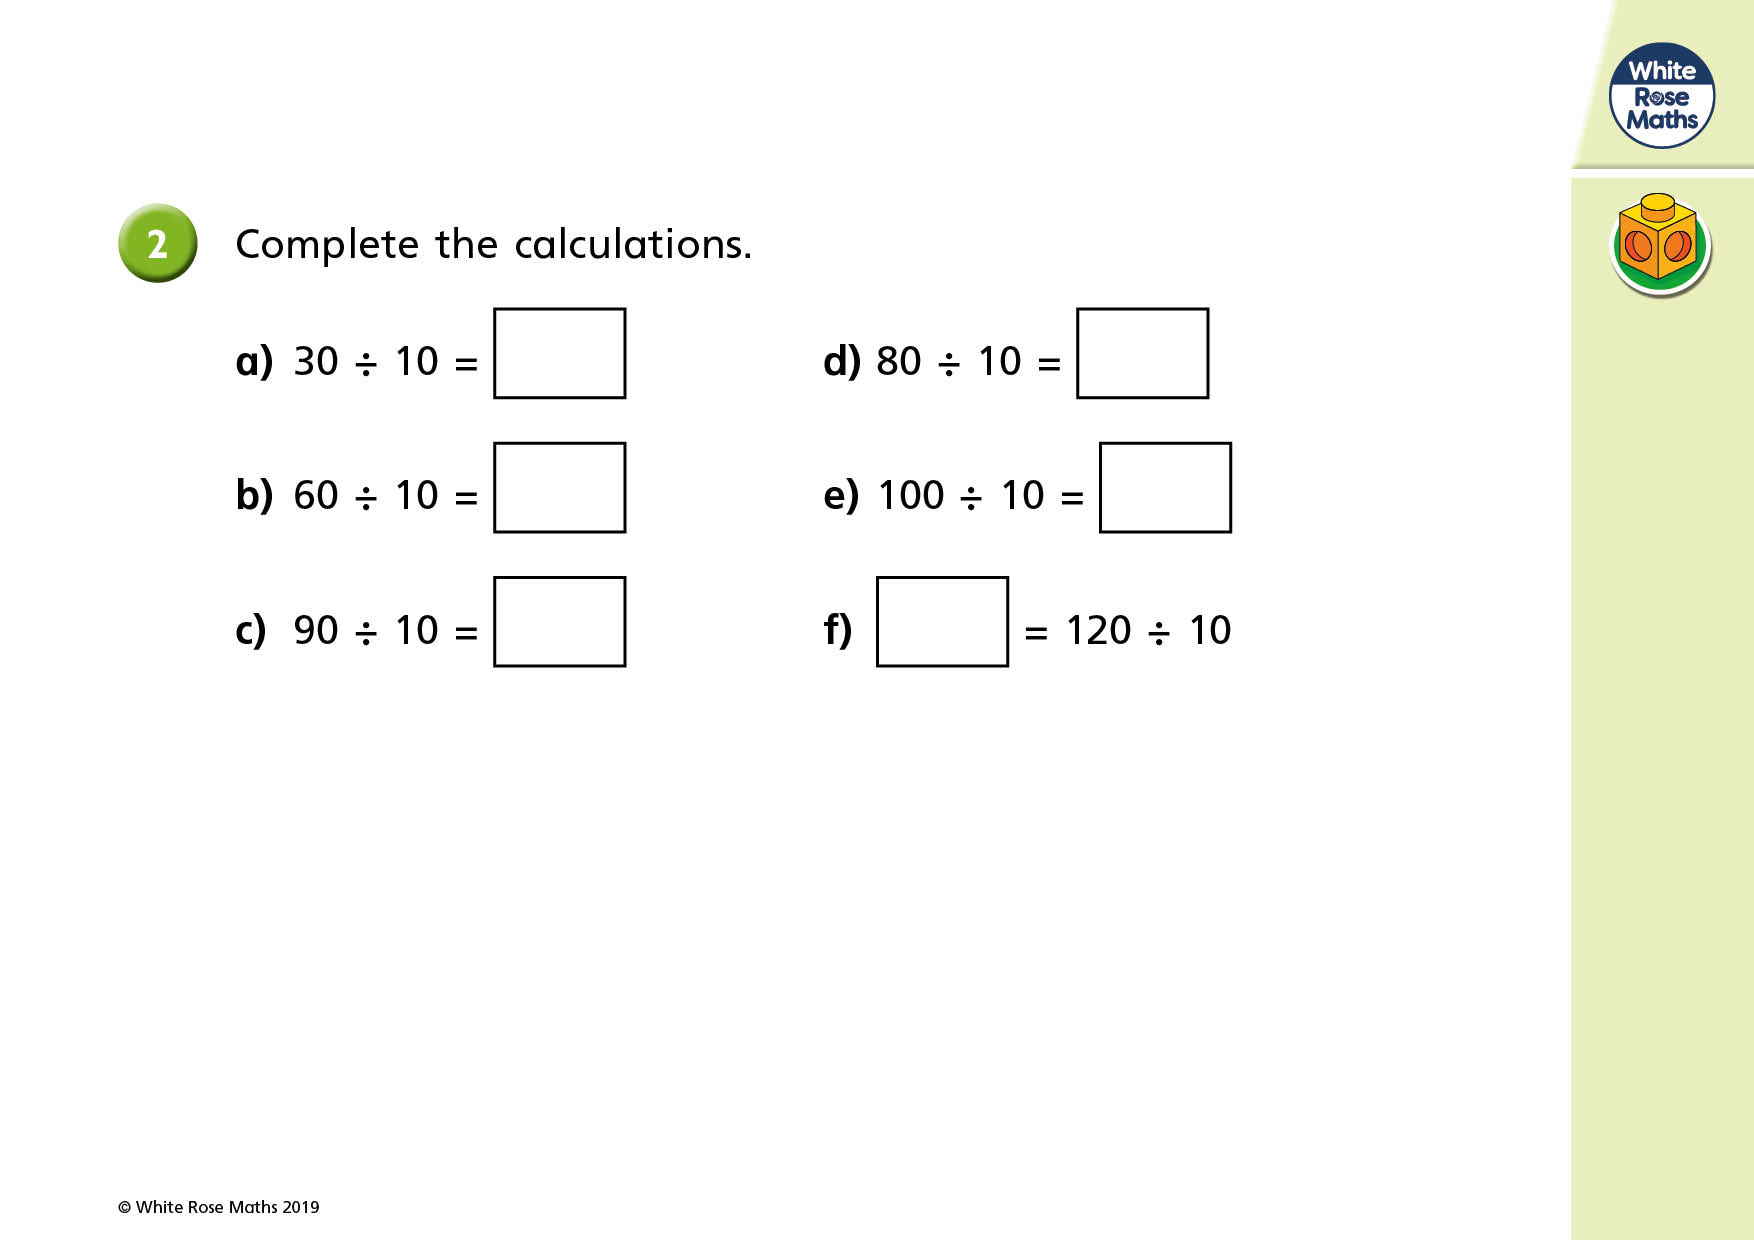 White
Rose
Maths
2 Complete the calculations.
a) 30 ÷ 10 =
d) 80 ÷ 10 =
b) 60 ÷ 10 =
e) 100 ÷ 10 =
c) 90 ÷ 10 =
f) = 120 ÷ 10
© White Rose Maths 2019